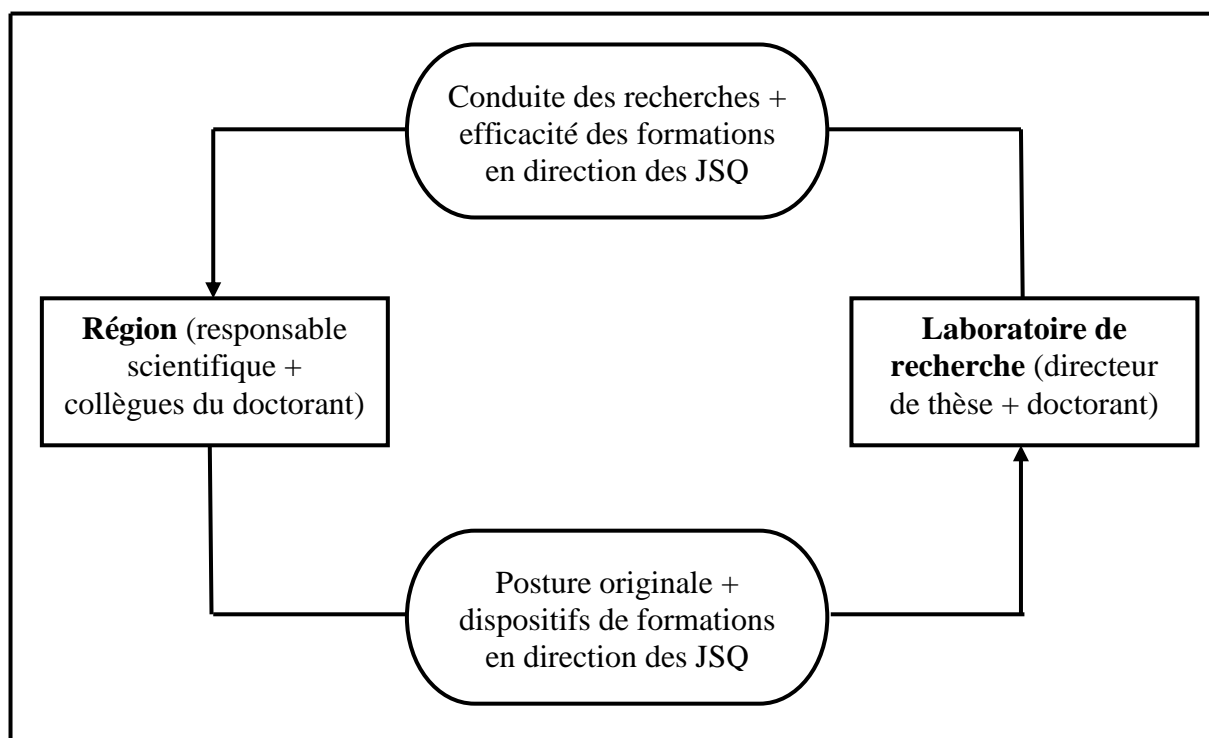 Conduite des recherches +
efficacité des formations
en direction des JSQ
Région (responsable
scientifique +
collègues du doctorant)
Laboratoire de
recherche (directeur
de thèse + doctorant)
Posture originale +
dispositifs de formations
en direction des JSQ